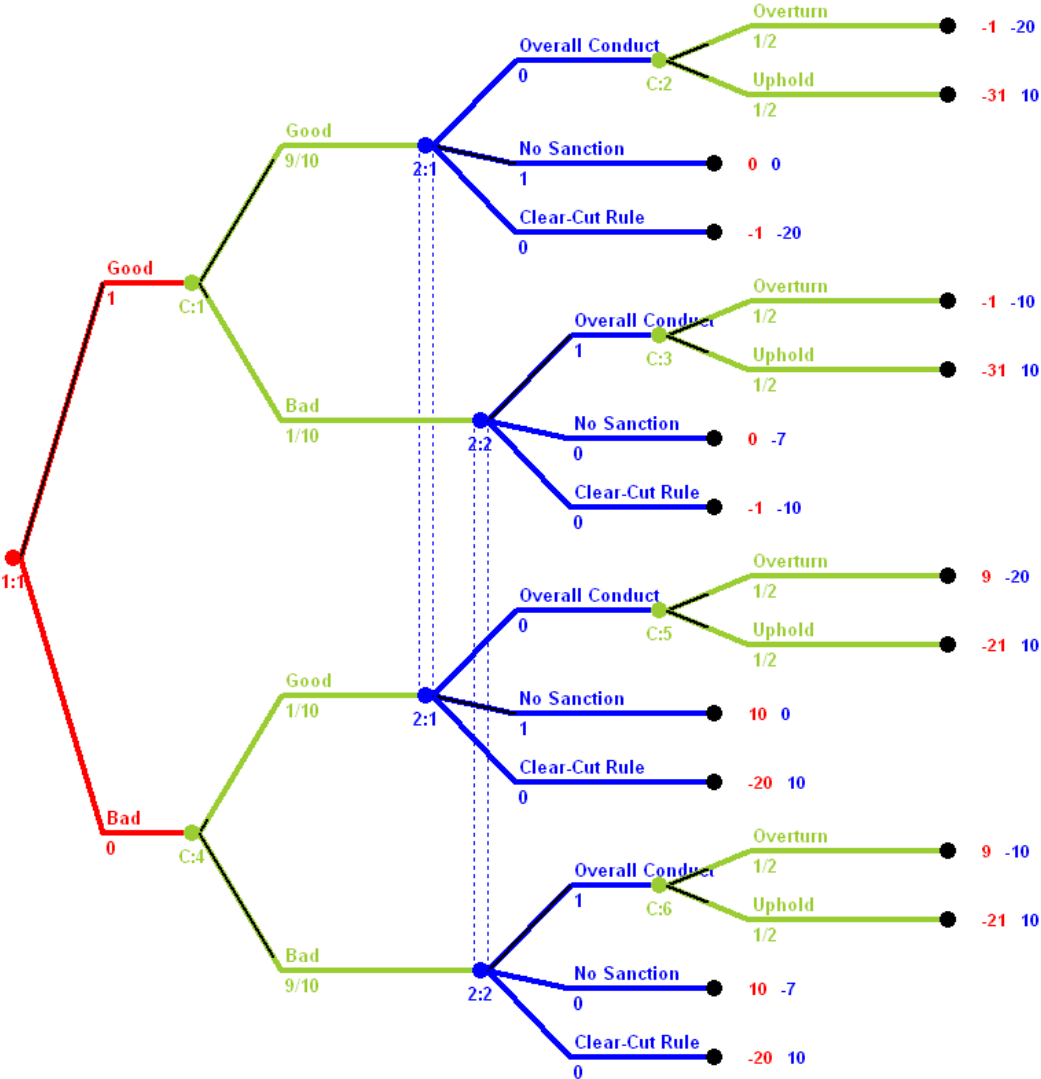 Overturn
1/2
-1 -20
Overall Conduct
0
C:2
Uphold
1/2
-31 10
Good
9/10
2:1
No Sanction
1
0 0
Clear-Cut Rule
0
-1 -20
Good
1
C:1
Overturn
1/2
-1 -10
Overall Conduct
1
C:3
Uphold
1/2
-31 10
Bad
1/10
2:2
No Sanction
0
0 -7
Clear-Cut Rule
0
-1 -10
1:1
Overturn
1/2
9 -20
Overall Conduct
0
C:5
Uphold
1/2
-21 10
Good
1/10
2:1
No Sanction
1
10 0
Clear-Cut Rule
0
-20 10
Bad
0
C:4
Overturn
1/2
9 -10
Overall Conduct
1
C:6
Uphold
1/2
-21 10
Bad
9/10
2:2
No Sanction
0
10 -7
Clear-Cut Rule
0
-20 10